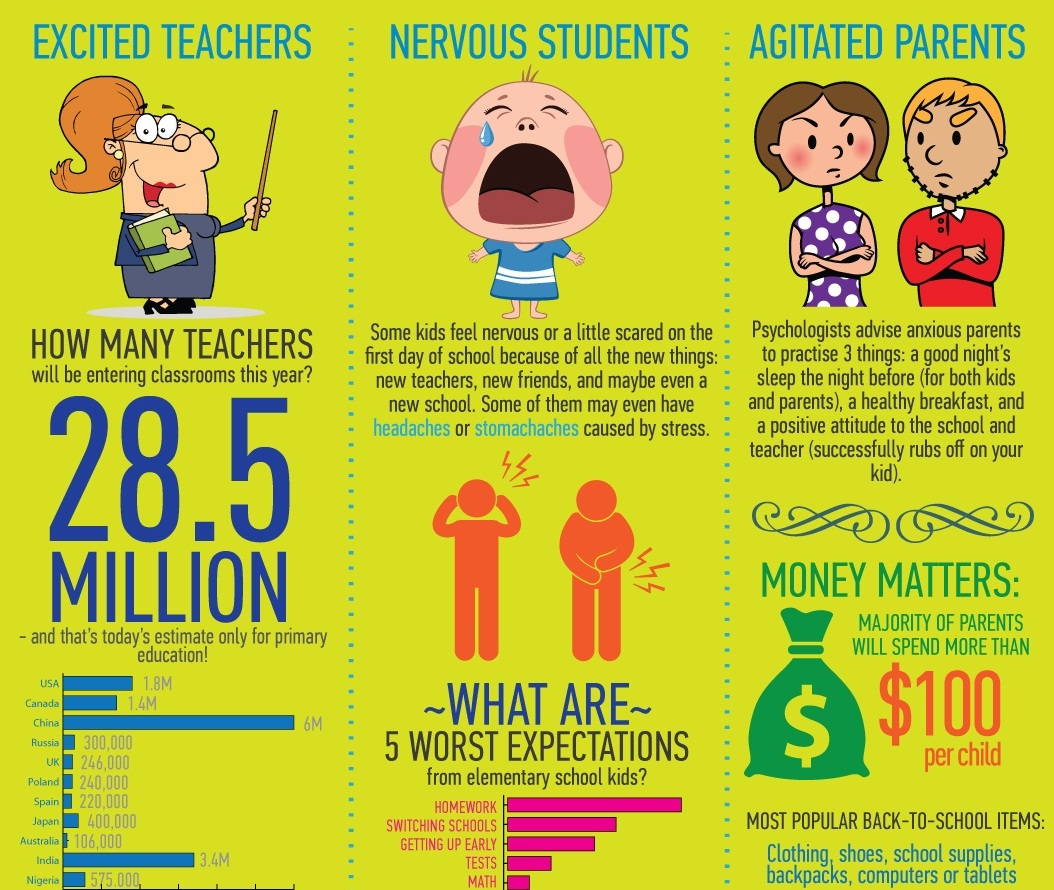 EXCITED TEACHERS
HOW MANY TEACHERS
will be entering classrooms this year?
28.5
MILLION
- and that's today's estimate only for primary
education!
USA 1.8M
Canada 1.4M
China 6M
Russia 300,000
UK 246,000
Poland 240,000
Spain 220,000
Japan 400,000
Australia 106,000
India 3.4M
Nigeria 575.000
NERVOUS STUDENTS
Some kids feel nervous or a little scared on the
first day of school because of all the new things:
new teachers, new friends, and maybe even a
new school. Some of them may even have
headaches or stomachaches caused by stress.
~WHAT ARE~
5 WORST EXPECTATIONS
from elementary school kids?
HOMEWORK
SWITCHING SCHOOLS
GETTING UP EARLY
TESTS
MATH
AGITATED PARENTS
Psychologists advise anxious parents
to practise 3 things: a good night's
sleep the night before (for both kids
and parents), a healthy breakfast, and
a positive attitude to the school and
teacher (successfully rubs off on your
kid).
MONEY MATTERS:
$
MAJORITY OF PARENTS
WILL SPEND MORE THAN
$100
per child
MOST POPULAR BACK-TO-SCHOOL ITEMS:
Clothing, shoes, school supplies,
backpacks, computers or tablets